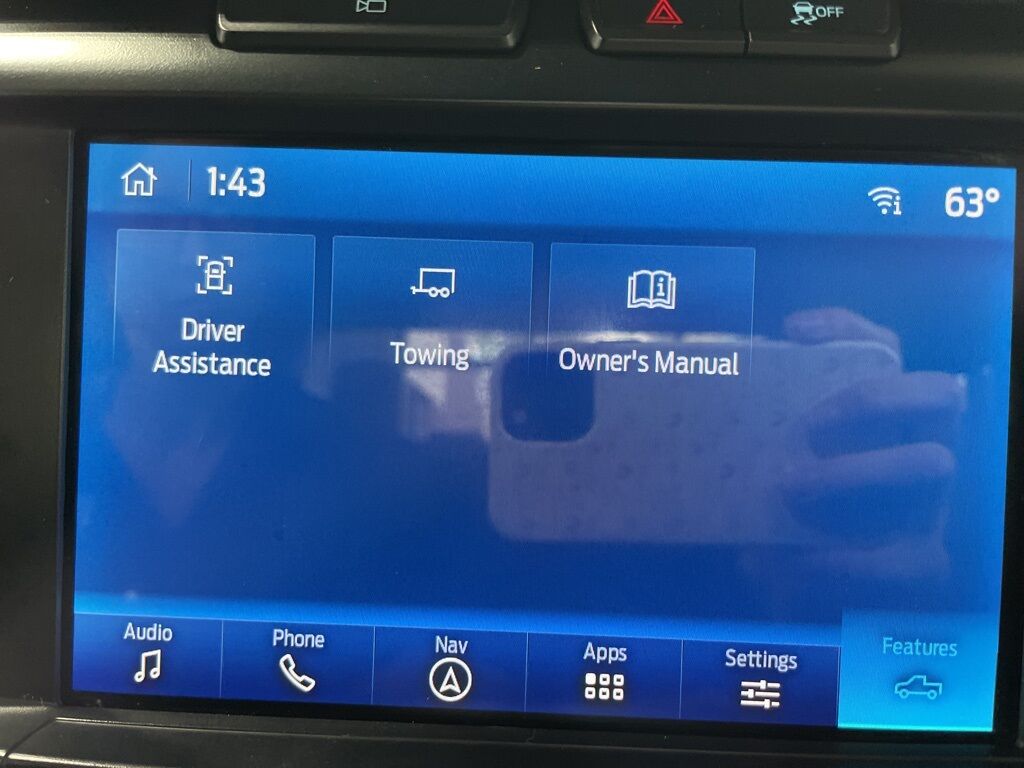 OFF
1:43
63°
Driver
Assistance
Towing
Owner's Manual
Audio
Phone
Nav
Apps
Settings
Features